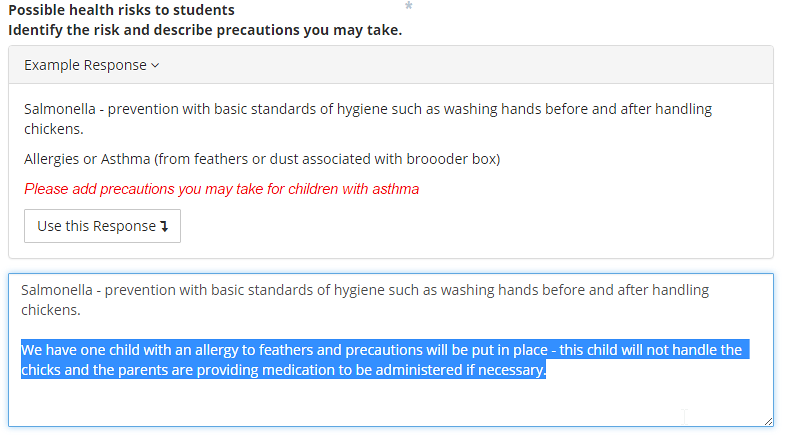 Possible health risks to students *
Identify the risk and describe precautions you may take.
Example Response
Salmonella - prevention with basic standards of hygiene such as washing hands before and after handling
chickens.
Allergies or Asthma (from feathers or dust associated with broooder box)
Please add precautions you may take for children with asthma
Use this Response
Salmonella - prevention with basic standards of hygiene such as washing hands before and after handling
chickens.
We have one child with an allergy to feathers and precautions will be put in place - this child will not handle the
chicks and the parents are providing medication to be administered if necessary.